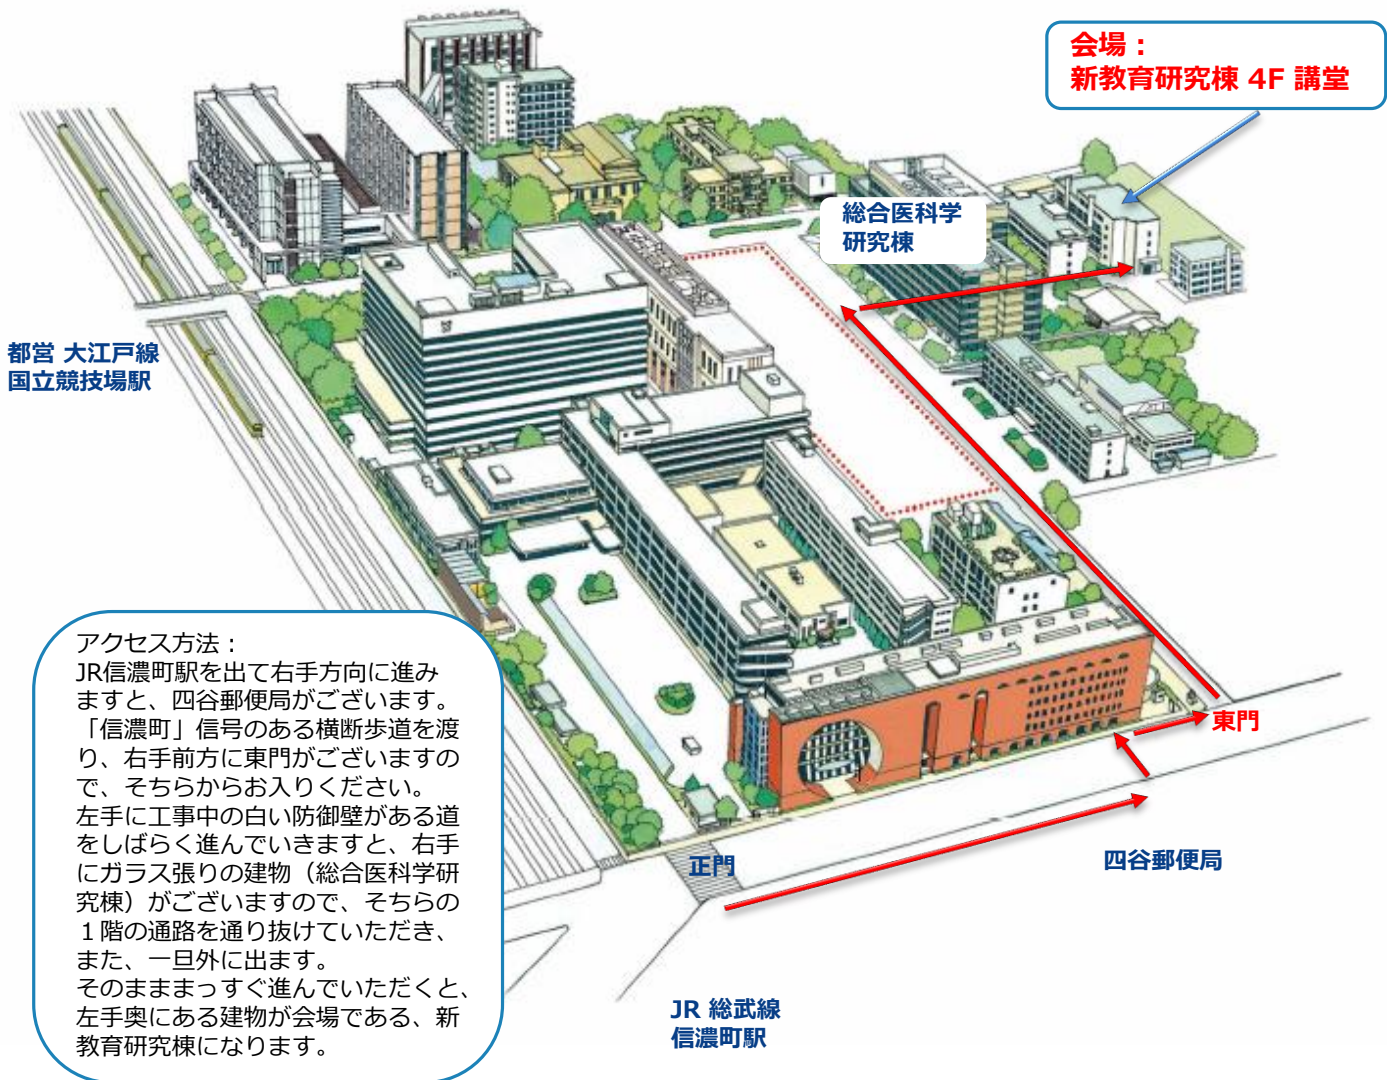 会場：
新教育研究棟 4F 講堂
総合医科学
研究棟
都営 大江戸線
国立競技場駅
アクセス方法：
JR信濃町駅を出て右手方向に進み
ますと、四谷郵便局がございます。
「信濃町」信号のある横断歩道を渡
り、右手前方に東門がございますの
で、そちらからお入りください。
左手に工事中の白い防御壁がある道
をしばらく進んでいきますと、右手
にガラス張りの建物（総合医科学研
究棟）がございますので、そちらの
１階の通路を通り抜けていただき、
また、一旦外に出ます。
そのまままっすぐ進んでいただくと、
左手奥にある建物が会場である、新
教育研究棟になります。
東門
正門
四谷郵便局
JR 総武線
信濃町駅